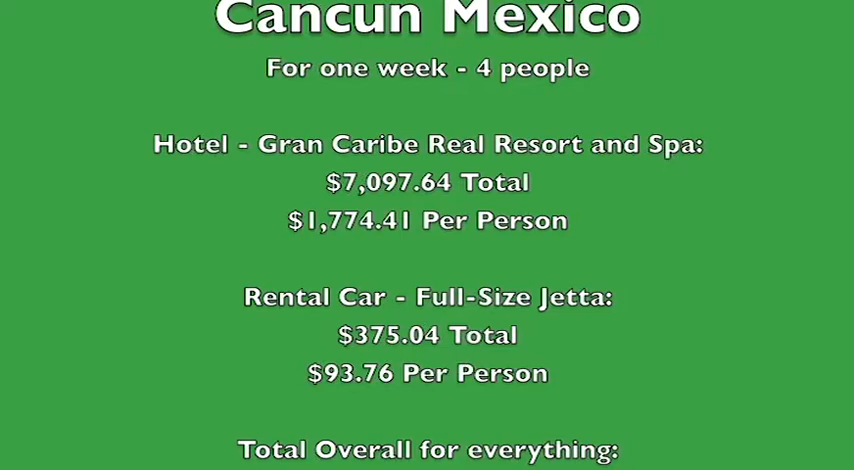 Cancun Mexico
For one week - 4 people
Hotel - Gran Caribe Real Resort and Spa:
$7,097.64 Total
$1,774.41 Per Person
Rental Car - Full-Size Jetta:
$375.04 Total
$93.76 Per Person
Total Overall for everything: